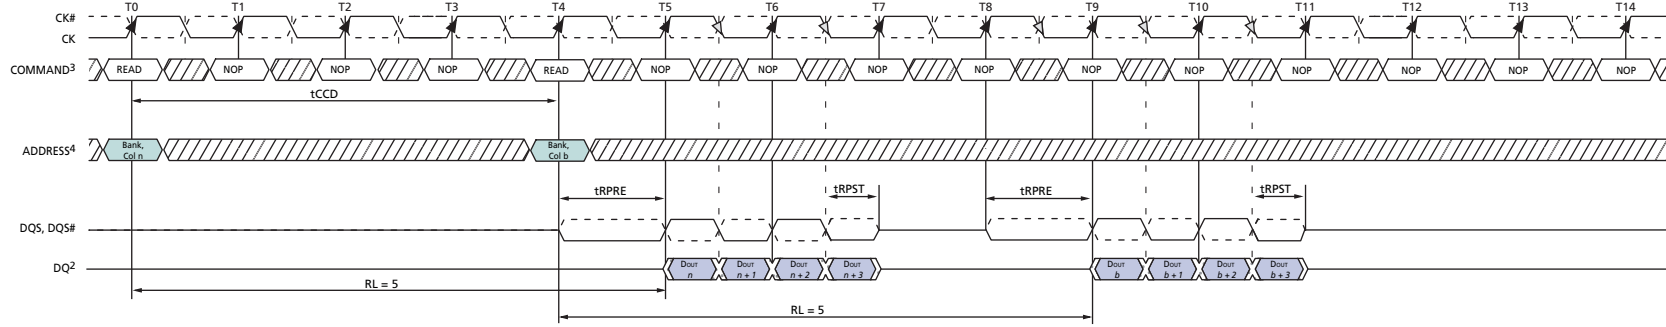 T0 T1 T2 T3 T4 T5 T6 T7 T8 T9 T10 T11 T12 T13 T14
CK#
CK
COMMAND3 READ NOP NOP NOP READ NOP NOP NOP NOP NOP NOP NOP NOP NOP NOP
tCCD
ADDRESS4 Bank, Col n Bank, Col b
tRPRE tRPST tRPRE tRPST
DQS, DQS#
DQ2 DOUT n DOUT n + 1 DOUT n + 2 DOUT n + 3 DOUT b DOUT b + 1 DOUT b + 2 DOUT b + 3
RL = 5
RL = 5